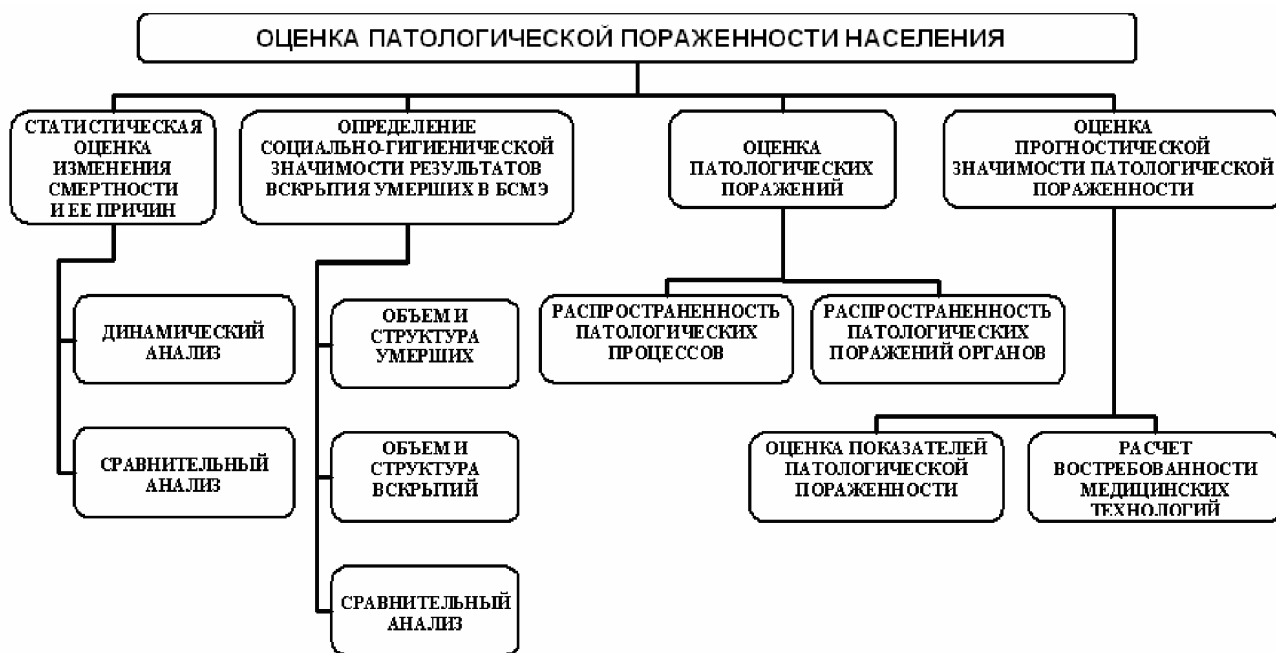 ОЦЕНКА ПАТОЛОГИЧЕСКОЙ ПОРАЖЕННОСТИ НАСЕЛЕНИЯ
СТАТИСТИЧЕСКАЯ
ОЦЕНКА
ИЗМЕНЕНИЯ
СМЕРТНОСТИ
И ЕЕ ПРИЧИН
ОПРЕДЕЛЕНИЕ
СОЦИАЛЬНО-ГИГИЕНИЧЕСКОЙ
ЗНАЧИМОСТИ РЕЗУЛЬТАТОВ
ВСКРЫТИЯ УМЕРШИХ В БСМЭ
ОЦЕНКА
ПАТОЛОГИЧЕСКИХ
ПОРАЖЕНИЙ
ОЦЕНКА
ПРОГНОСТИЧЕСКОЙ
ЗНАЧИМОСТИ ПАТОЛОГИЧЕСКОЙ
ПОРАЖЕННОСТИ
ДИНАМИЧЕСКИЙ
АНАЛИЗ
СРАВНИТЕЛЬНЫЙ
АНАЛИЗ
ОБЪЕМ И
СТРУКТУРА
УМЕРШИХ
ОБЪЕМ И
СТРУКТУРА
ВСКРЫТИЙ
СРАВНИТЕЛЬНЫЙ
АНАЛИЗ
РАСПРОСТРАНЕННОСТЬ
ПАТОЛОГИЧЕСКИХ
ПРОЦЕССОВ
РАСПРОСТРАНЕННОСТЬ
ПАТОЛОГИЧЕСКИХ
ПОРАЖЕНИЙ ОРГАНОВ
ОЦЕНКА ПОКАЗАТЕЛЕЙ
ПАТОЛОГИЧЕСКОЙ
ПОРАЖЕННОСТИ
РАСЧЕТ
ВОСТРЕБОВАННОСТИ
МЕДИЦИНСКИХ
ТЕХНОЛОГИЙ